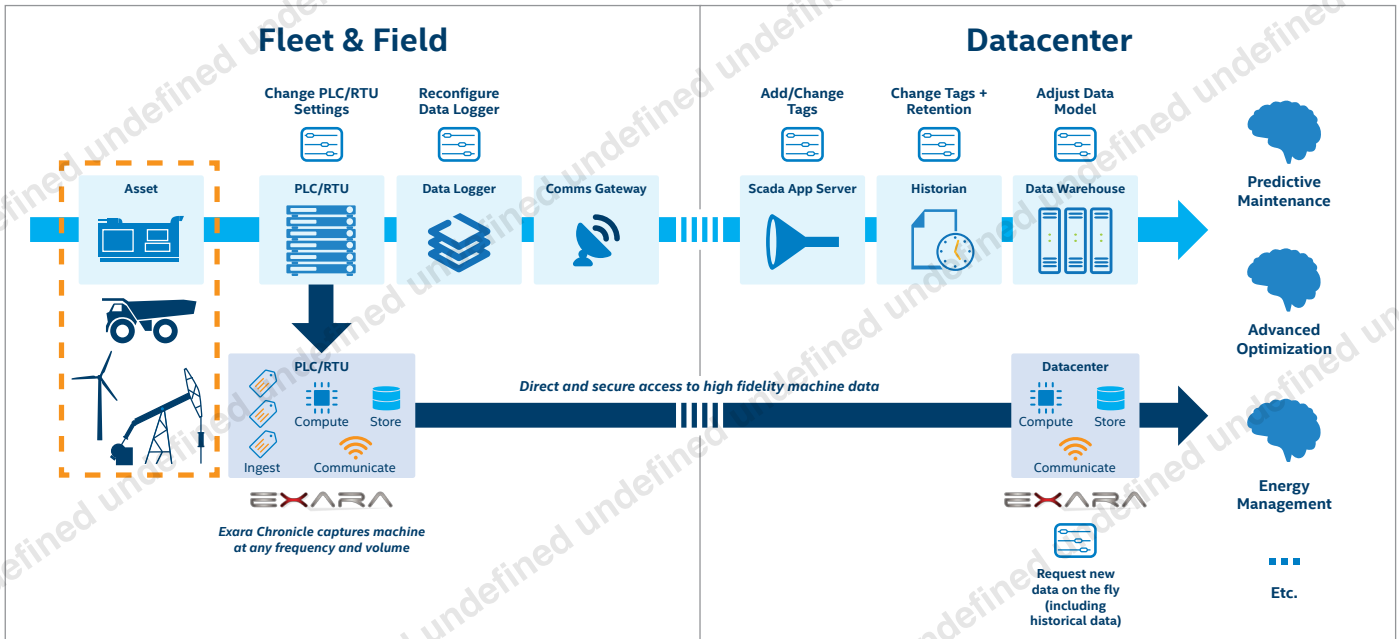 Fleet & Field
Datacenter
Change PLC/RTU
Settings
Reconfigure
Data Logger
Add/Change
Tags
Change Tags +
Retention
Adjust Data
Model
Asset
PLC/RTU
Data Logger
Comms Gateway
Scada App Server
Historian
Data Warehouse
Predictive
Maintenance
Advanced
Optimization
PLC/RTU
Compute
Store
Ingest
Communicate
Direct and secure access to high fidelity machine data
Datacenter
Compute
Store
Communicate
Energy
Management
EXARA
Exara Chronicle captures machine
at any frequency and volume
EXARA
Request new
data on the fly
(including
historical data)
Etc.
undefined undefined undefined undefined undefined undefined